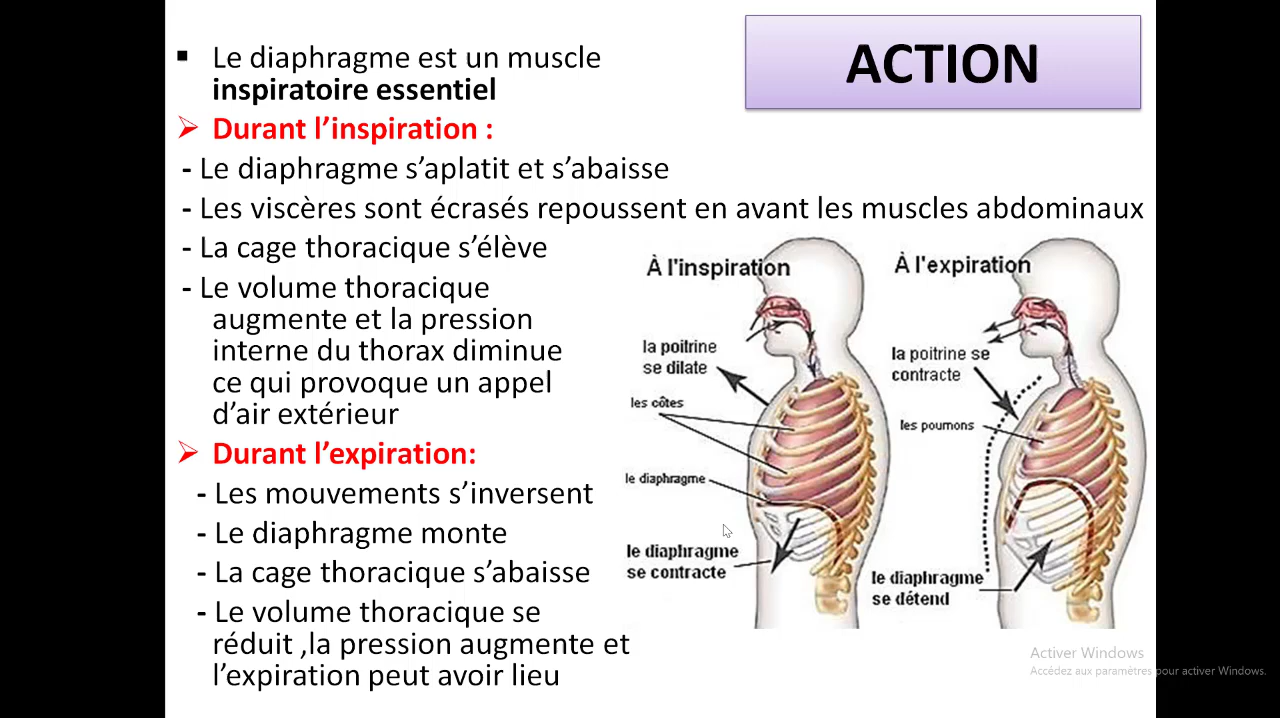 ACTION
▪ Le diaphragme est un muscle
inspiratoire essentiel
➢ Durant l’inspiration :
- Le diaphragme s’aplatit et s’abaisse
- Les viscères sont écrasés repoussent en avant les muscles abdominaux
- La cage thoracique s’élève
- Le volume thoracique
augmente et la pression
interne du thorax diminue
ce qui provoque un appel
d’air extérieur
➢ Durant l’expiration:
- Les mouvements s’inversent
- Le diaphragme monte
- La cage thoracique s’abaisse
- Le volume thoracique se
réduit ,la pression augmente et
l’expiration peut avoir lieu
À l'inspiration
la poitrine
se dilate
les côtes
le diaphragme
le diaphragme
se contracte
À l'expiration
la poitrine se
contracte
les poumons
le diaphragme
se détend
Activer Windows
Accédez aux paramètres pour activer Windows.